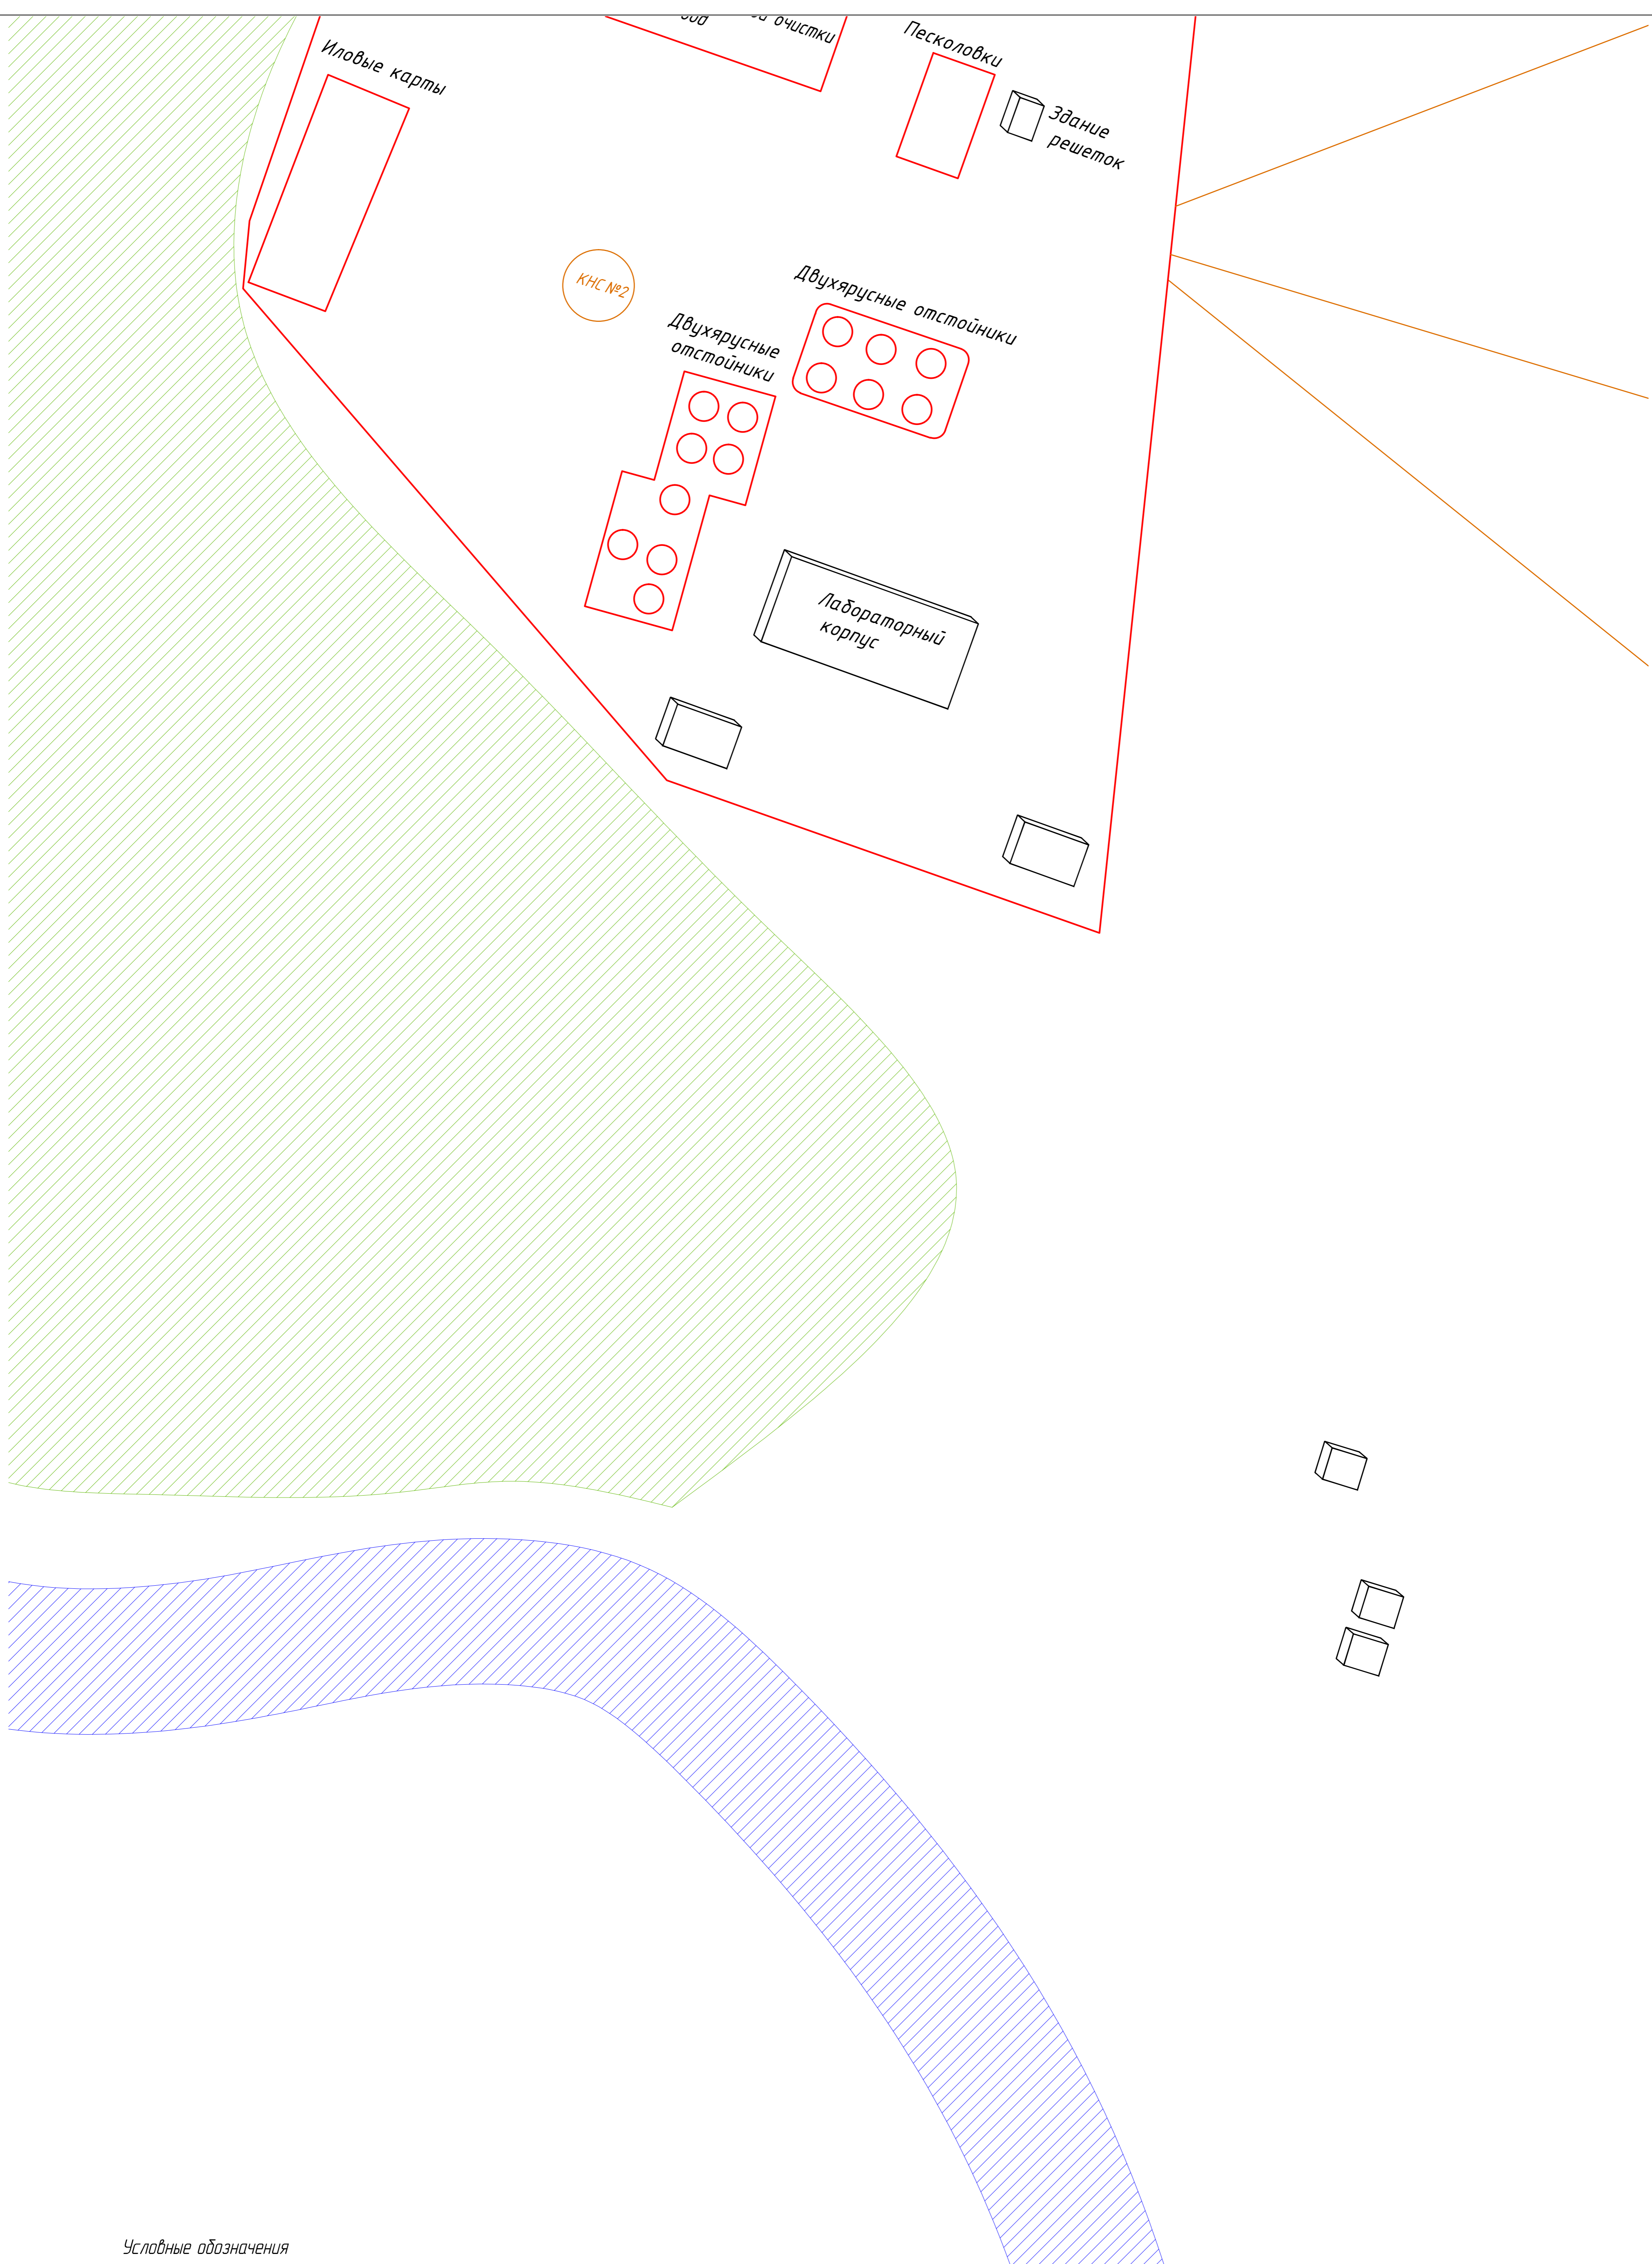 очистки
Песколовки
Иловые карты
Здание
решеток
КНС №2
Двухярусные отстойники
Двухярусные
отстойники
Лабораторный
корпус
Условные обозначения